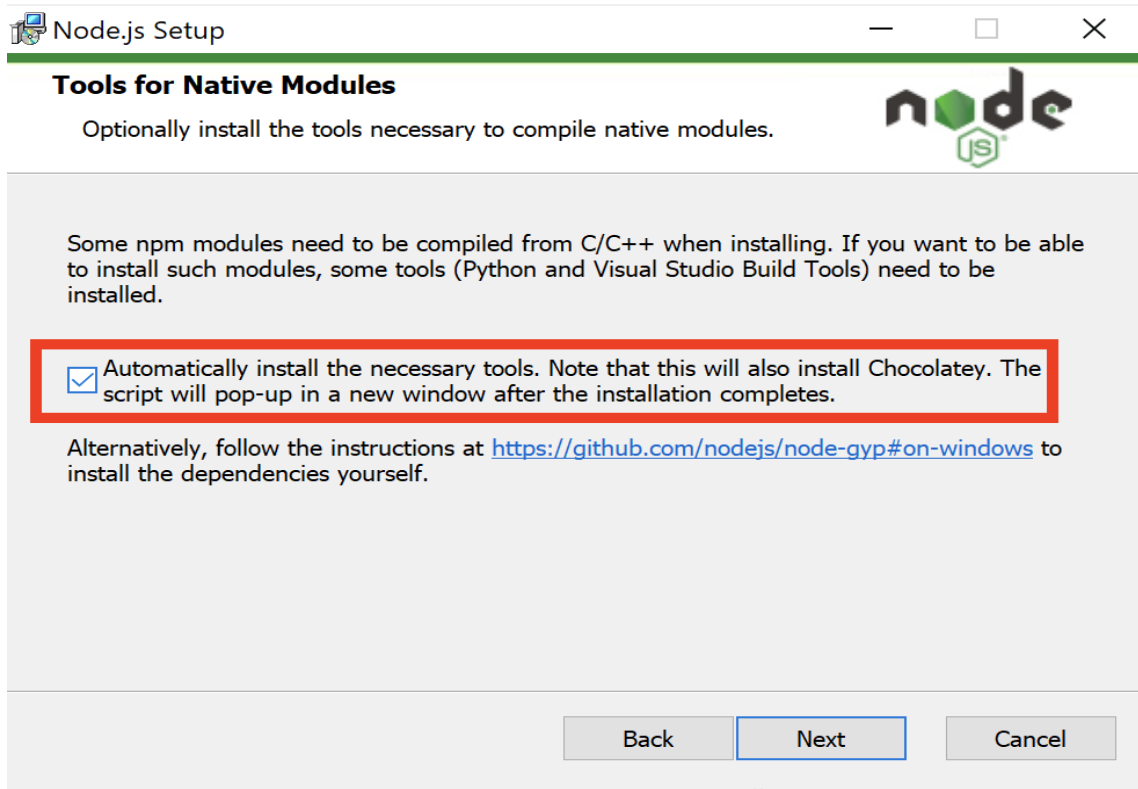 Node.js Setup
Tools for Native Modules
Optionally install the tools necessary to compile native modules.
node
JS
Some npm modules need to be compiled from C/C++ when installing. If you want to be able
to install such modules, some tools (Python and Visual Studio Build Tools) need to be
installed.
Automatically install the necessary tools. Note that this will also install Chocolatey. The
script will pop-up in a new window after the installation completes.
Alternatively, follow the instructions at https://github.com/nodejs/node-gyp#on-windows to
install the dependencies yourself.
Back Next Cancel